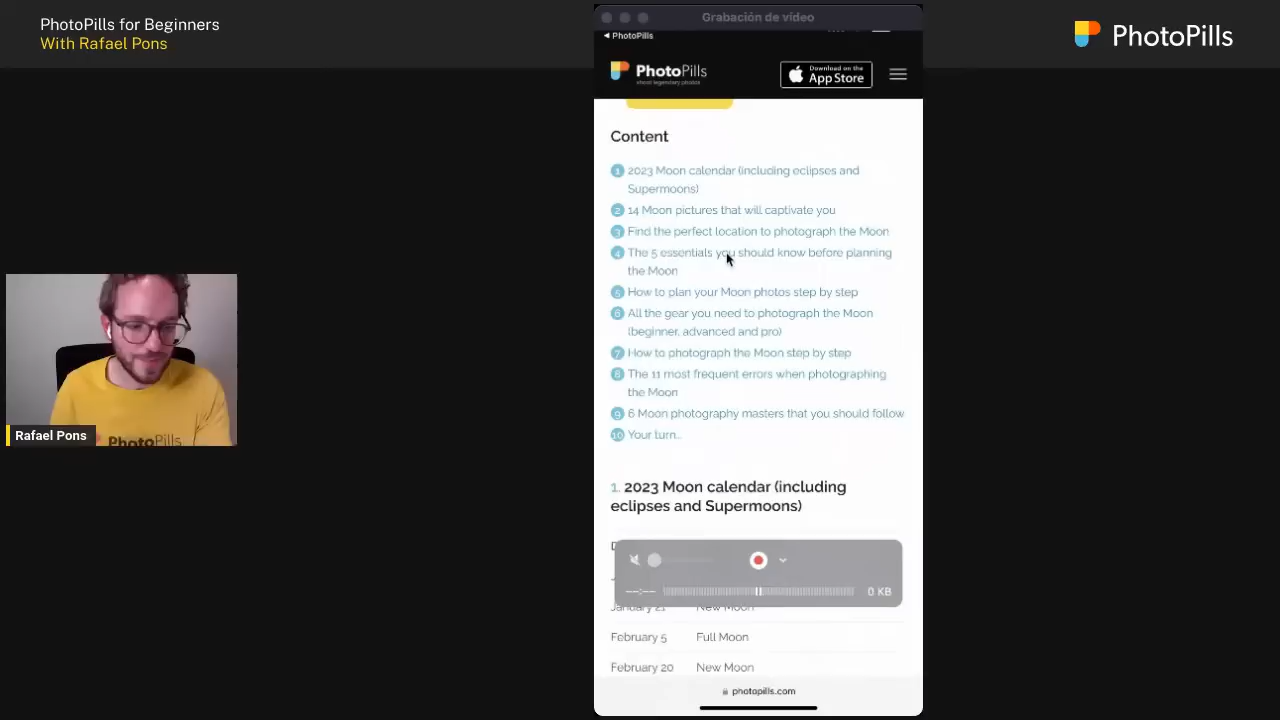 PhotoPills for Beginners
With Rafael Pons
PhotoPills
Rafael Pons
PhotoPills
Grabación de vídeo
PhotoPills
PhotoPills
shoot legendary photos
Download on the
App Store
Content
1 2023 Moon calendar (including eclipses and
Supermoons)
2 14 Moon pictures that will captivate you
3 Find the perfect location to photograph the Moon
4 The 5 essentials you should know before planning
the Moon
5 How to plan your Moon photos step by step
6 All the gear you need to photograph the Moon
(beginner, advanced and pro)
7 How to photograph the Moon step by step
8 The 11 most frequent errors when photographing
the Moon
9 6 Moon photography masters that you should follow
10 Your turn...
1. 2023 Moon calendar (including
eclipses and Supermoons)
--:-- 0 KB
January 21 New Moon
February 5 Full Moon
February 20 New Moon
photopills.com